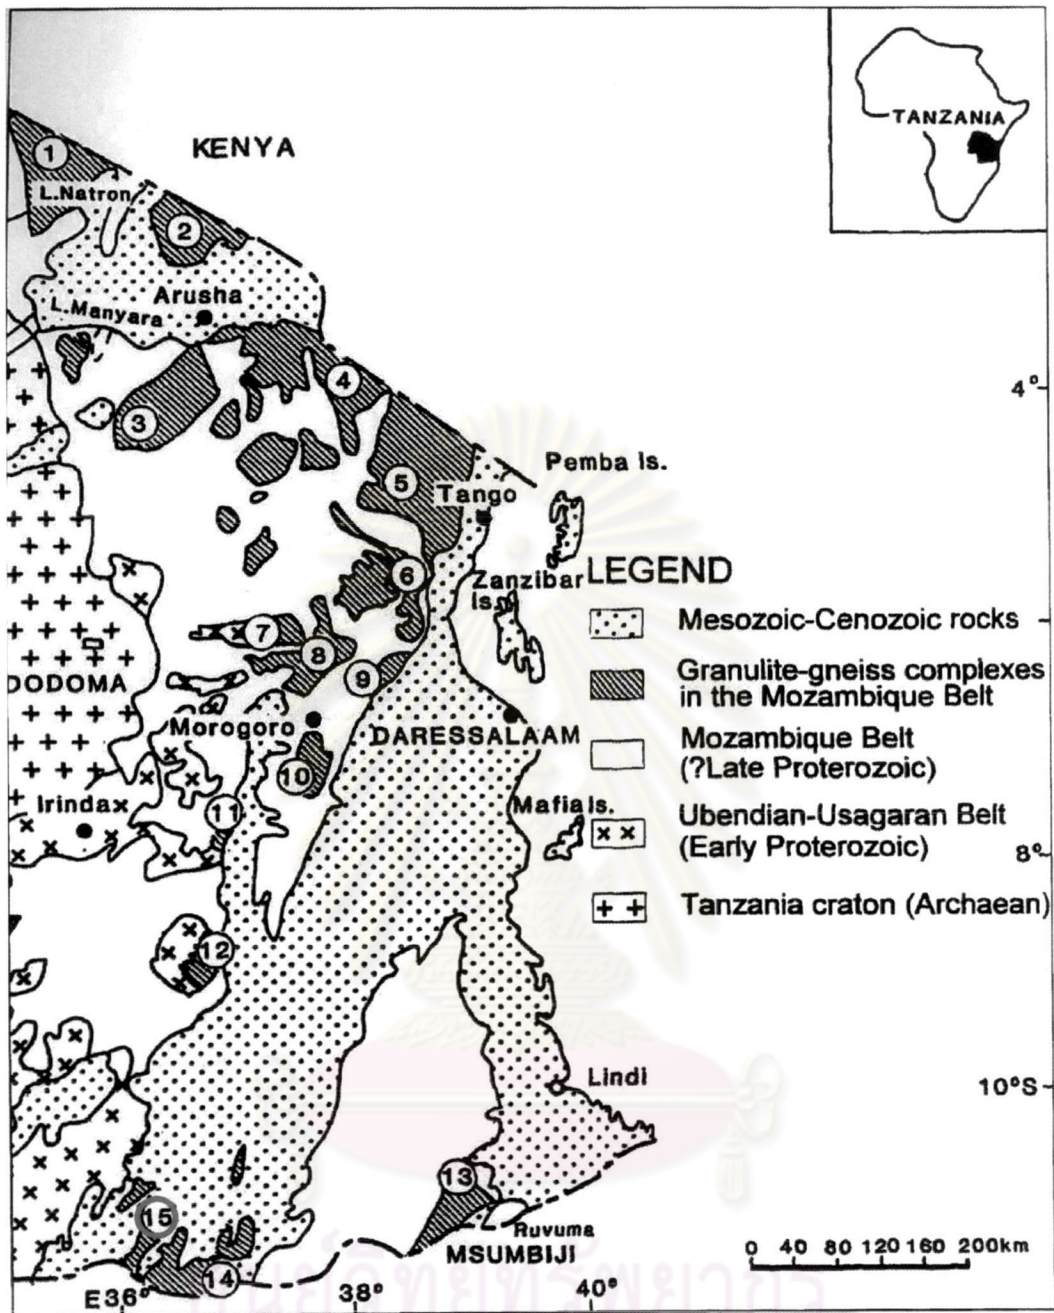 TANZANIA
KENYA
1
L.Natron
2
Arusha
L.Manyara
4
4°
3
Pemba Is.
5
Tango
6
Zanzibar
Is.
LEGEND
Mesozoic-Cenozoic rocks
7
8
9
Granulite-gneiss complexes
in the Mozambique Belt
DODOMA
Morogoro
DARESSALAAM
Mozambique Belt
(?Late Proterozoic)
10
Irinda
11
Mafia Is.
Ubendian-Usagaran Belt
(Early Proterozoic)
8°
Tanzania craton (Archaean)
12
Lindi
10°S
13
15
Ruvuma
MSUMBIJI
14
0 40 80 120 160 200km
E36°
38°
40°